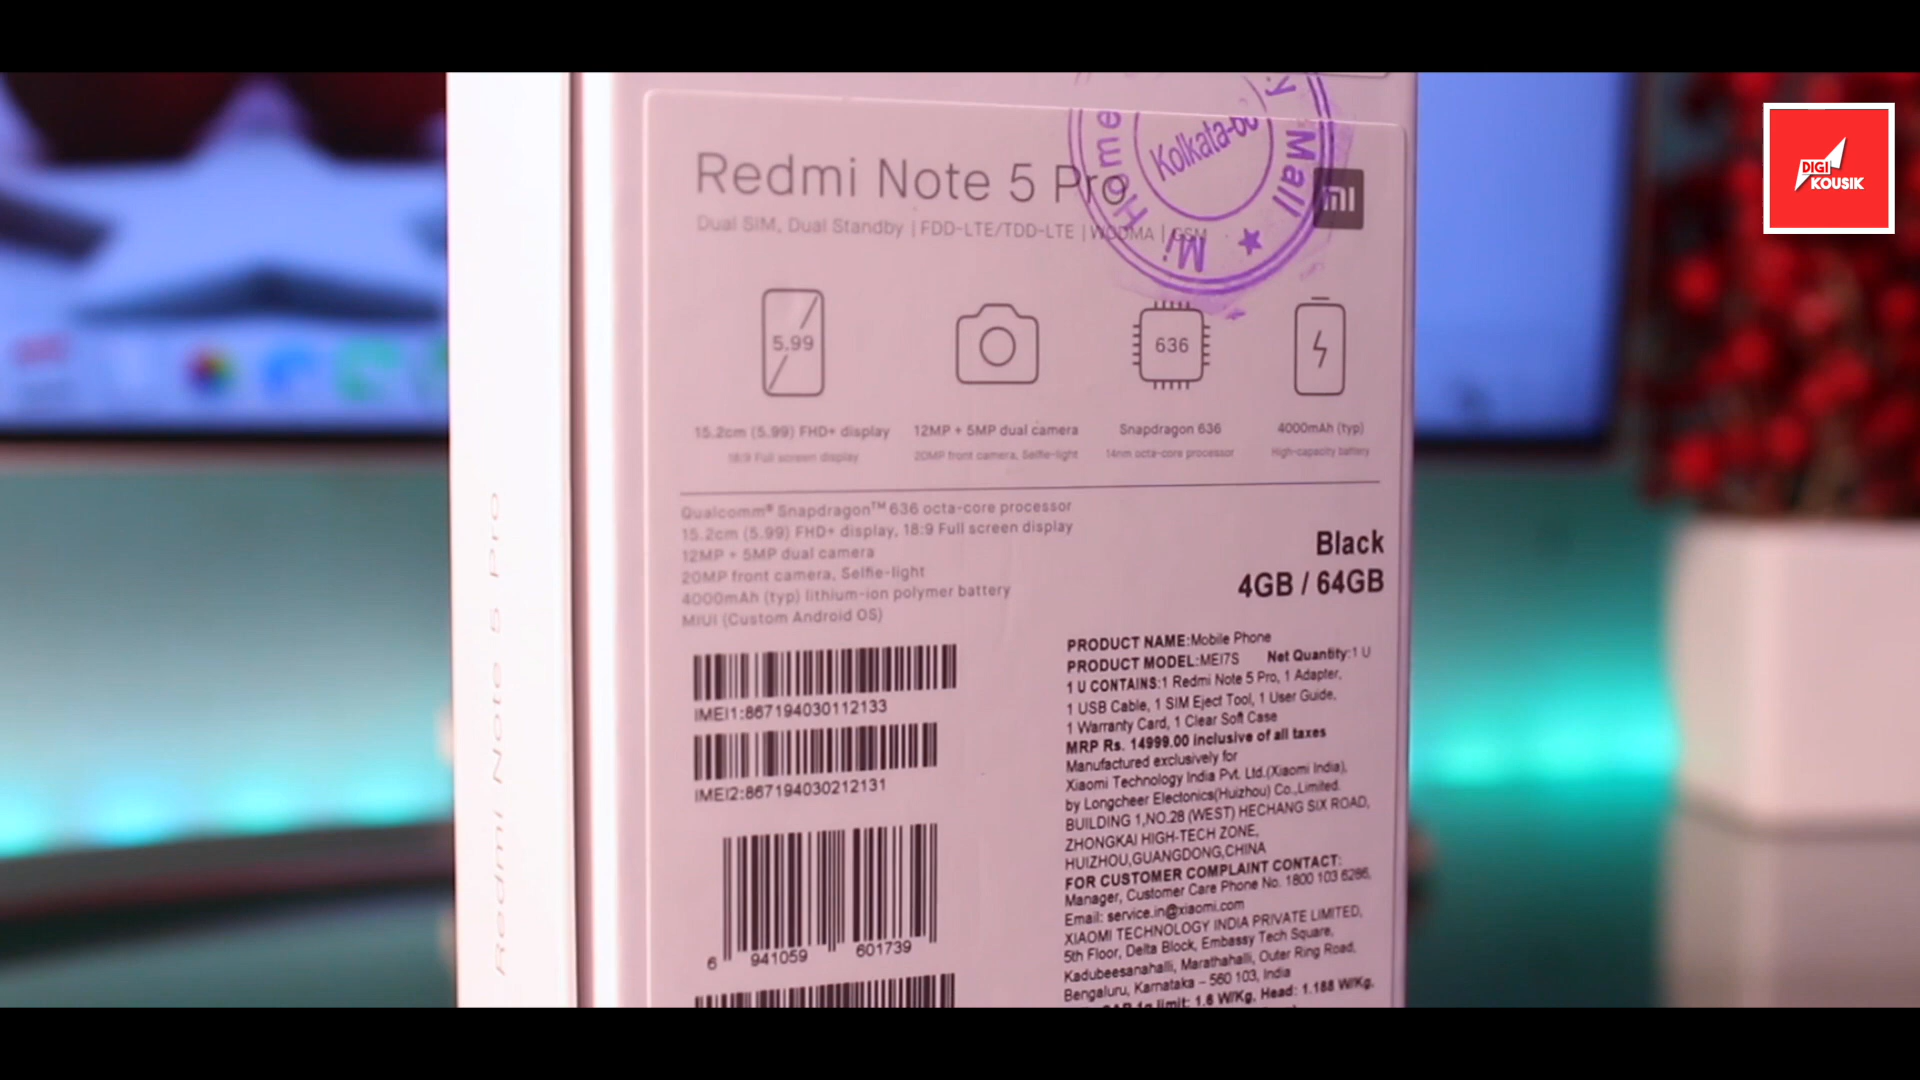 DIGI
KOUSIK
Redmi Note 5 Pro
Mi Home
y Mall
Kolkata-
Redmi Note 5 Pro
mi
Dual SIM, Dual Standby | FDD-LTE/TDD-LTE | WCDMA | GSM
5.99
636
15.2cm (5.99) FHD+ display
18:9 Full screen display
12MP + 5MP dual camera
20MP front camera, Selfie-light
Snapdragon 636
14nm octa-core processor
4000mAh (typ)
High-capacity battery
Qualcomm® Snapdragon™ 636 octa-core processor
15.2cm (5.99) FHD+ display, 18:9 Full screen display
12MP + 5MP dual camera
20MP front camera, Selfie-light
4000mAh (typ) lithium-ion polymer battery
MIUI (Custom Android OS)
Black
4GB / 64GB
IMEI1:867194030112133
IMEI2:867194030212131
6 941059 601739
PRODUCT NAME:Mobile Phone
PRODUCT MODEL:MEI7S Net Quantity:1 U
1 U CONTAINS:1 Redmi Note 5 Pro, 1 Adapter,
1 USB Cable, 1 SIM Eject Tool, 1 User Guide,
1 Warranty Card, 1 Clear Soft Case
MRP Rs. 14999.00 inclusive of all taxes
Manufactured exclusively for
Xiaomi Technology India Pvt. Ltd.(Xiaomi India),
by Longcheer Electonics(Huizhou) Co.,Limited.
BUILDING 1,NO.28 (WEST) HECHANG SIX ROAD,
ZHONGKAI HIGH-TECH ZONE,
HUIZHOU,GUANGDONG,CHINA
FOR CUSTOMER COMPLAINT CONTACT:
Manager, Customer Care Phone No. 1800 103 6286,
Email: service.in@xiaomi.com
XIAOMI TECHNOLOGY INDIA PRIVATE LIMITED,
5th Floor, Delta Block, Embassy Tech Square,
Kadubeesanahalli, Marathahalli, Outer Ring Road,
Bengaluru, Karnataka – 560 103, India
SAR 1g limit: 1.6 W/Kg, Head: 1.188 W/Kg,